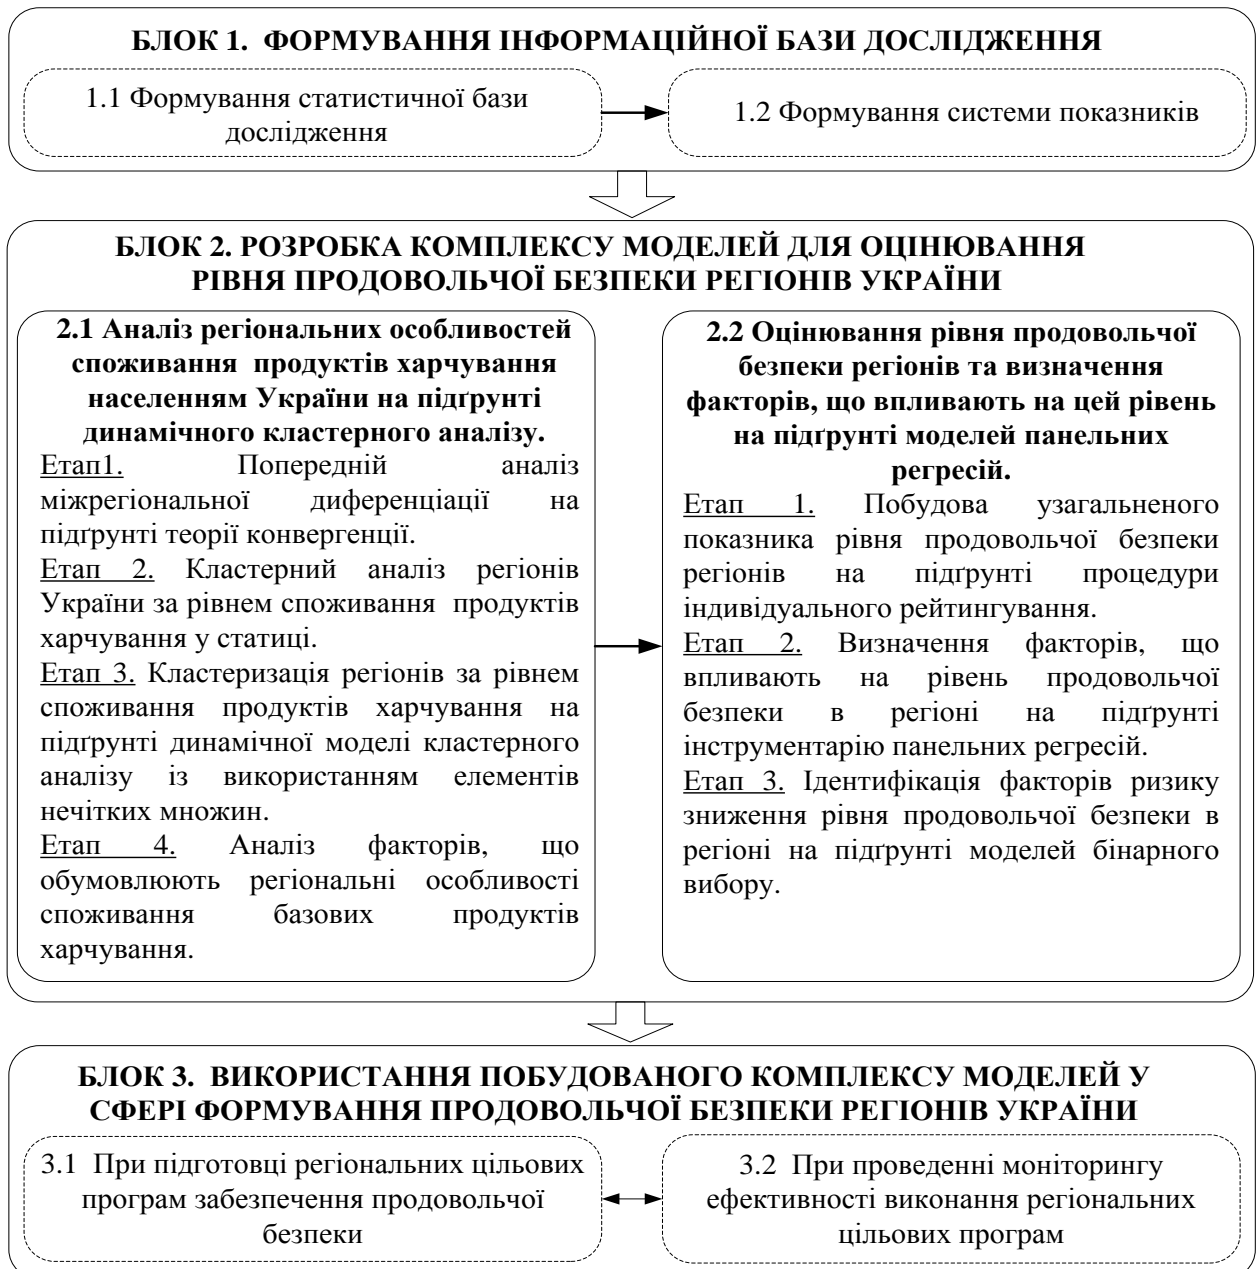 БЛОК 1. ФОРМУВАННЯ ІНФОРМАЦІЙНОЇ БАЗИ ДОСЛІДЖЕННЯ
1.1 Формування статистичної бази
дослідження
1.2 Формування системи показників
БЛОК 2. РОЗРОБКА КОМПЛЕКСУ МОДЕЛЕЙ ДЛЯ ОЦІНЮВАННЯ
РІВНЯ ПРОДОВОЛЬЧОЇ БЕЗПЕКИ РЕГІОНІВ УКРАЇНИ
2.1 Аналіз регіональних особливостей
споживання продуктів харчування
населенням України на підґрунті
динамічного кластерного аналізу.
Етап1. Попередній аналіз
міжрегіональної диференціації на
підґрунті теорії конвергенції.
Етап 2. Кластерний аналіз регіонів
України за рівнем споживання продуктів
харчування у статиці.
Етап 3. Кластеризація регіонів за рівнем
споживання продуктів харчування на
підґрунті динамічної моделі кластерного
аналізу із використанням елементів
нечітких множин.
Етап 4. Аналіз факторів, що
обумовлюють регіональні особливості
споживання базових продуктів
харчування.
2.2 Оцінювання рівня продовольчої
безпеки регіонів та визначення
факторів, що впливають на цей рівень
на підґрунті моделей панельних
регресій.
Етап 1. Побудова узагальненого
показника рівня продовольчої безпеки
регіонів на підґрунті процедури
індивідуального рейтингування.
Етап 2. Визначення факторів, що
впливають на рівень продовольчої
безпеки в регіоні на підґрунті
інструментарію панельних регресій.
Етап 3. Ідентифікація факторів ризику
зниження рівня продовольчої безпеки в
регіоні на підґрунті моделей бінарного
вибору.
БЛОК 3. ВИКОРИСТАННЯ ПОБУДОВАНОГО КОМПЛЕКСУ МОДЕЛЕЙ У
СФЕРІ ФОРМУВАННЯ ПРОДОВОЛЬЧОЇ БЕЗПЕКИ РЕГІОНІВ УКРАЇНИ
3.1 При підготовці регіональних цільових
програм забезпечення продовольчої
безпеки
3.2 При проведенні моніторингу
ефективності виконання регіональних
цільових програм